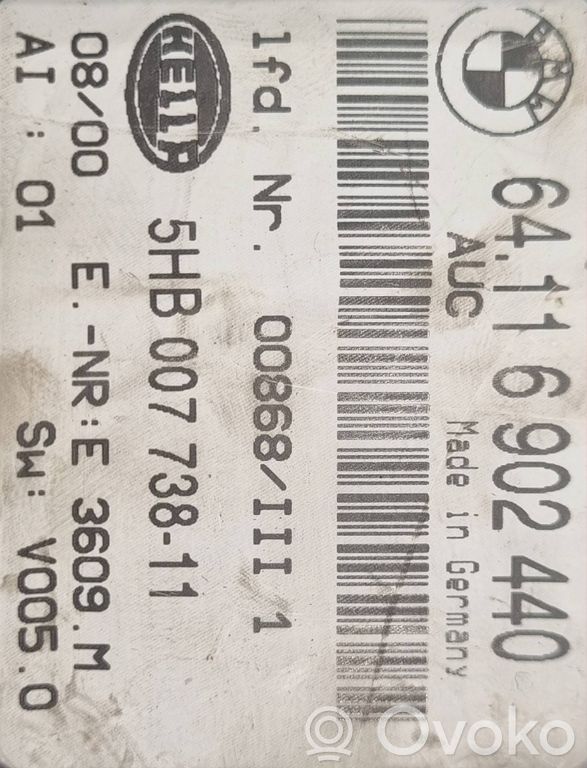 BMW
64.11 6 902 440
AUC Made in Germany
lfd. Nr. 00868/III 1
HELLA 5HB 007 738-11
08/00 E.-NR:E 3609.M
AI : 01 SW: V005.0
Ovoko